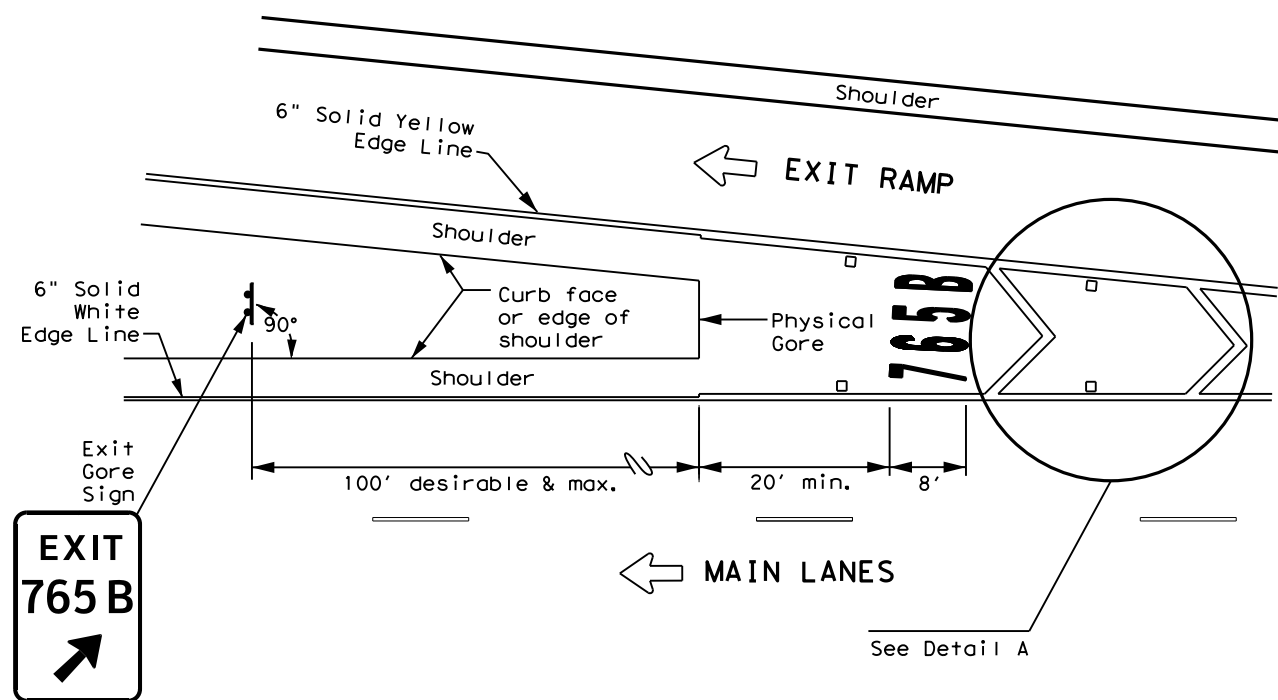 Shoulder
6" Solid Yellow
Edge Line
EXIT RAMP
Shoulder
6" Solid
White
Edge Line
90°
Curb face
or edge of
shoulder
Physical
Gore
765B
Shoulder
Exit
Gore
Sign
100' desirable & max.
20' min.
8'
EXIT
765 B
MAIN LANES
See Detail A